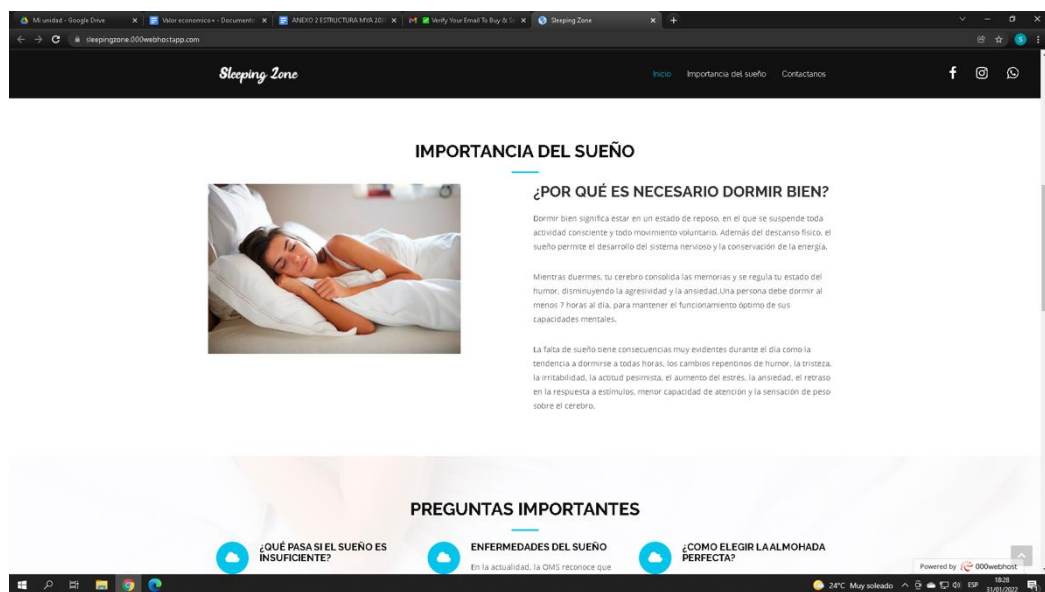 Mi unidad - Google Drive
Valor economico • - Documento
ANEXO 2 ESTRUCTURA MYA 202
Verify Your Email To Buy & S
Sleeping Zone
sleepingzone.000webhostapp.com
Sleeping Zone
Inicio
Importancia del sueño
Contactanos
IMPORTANCIA DEL SUEÑO
¿POR QUÉ ES NECESARIO DORMIR BIEN?
Dormir bien significa estar en un estado de reposo, en el que se suspende toda
actividad consciente y todo movimiento voluntario. Además del descanso físico, el
sueño permite el desarrollo del sistema nervioso y la conservación de la energía.
Mientras duermes, tu cerebro consolida las memorias y se regula tu estado del
humor, disminuyendo la agresividad y la ansiedad.Una persona debe dormir al
menos 7 horas al día, para mantener el funcionamiento óptimo de sus
capacidades mentales.
La falta de sueño tiene consecuencias muy evidentes durante el día como la
tendencia a dormirse a todas horas, los cambios repentinos de humor, la tristeza,
la irritabilidad, la actitud pesimista, el aumento del estrés, la ansiedad, el retraso
en la respuesta a estímulos, menor capacidad de atención y la sensación de peso
sobre el cerebro.
PREGUNTAS IMPORTANTES
¿QUÉ PASA SI EL SUEÑO ES
INSUFICIENTE?
ENFERMEDADES DEL SUEÑO
En la actualidad, la OMS reconoce que
¿COMO ELEGIR LA ALMOHADA
PERFECTA?
Powered by 000webhost
24°C Muy soleado
ESP
18:28
31/01/2022